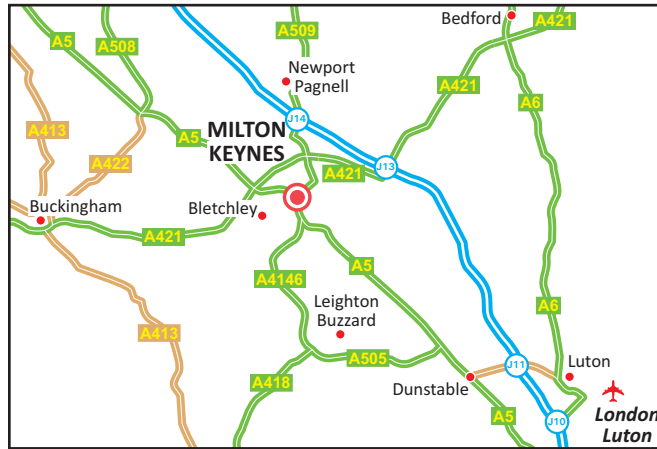 Bedford
A421
A5
A508
A509
Newport
Pagnell
A421
A6
J14
A413
A5
MILTON
KEYNES
A422
J13
A421
Buckingham
Bletchley
A421
A5
A4146
Leighton
Buzzard
A6
A413
A505
J11
Luton
A418
Dunstable
A5
J10
London
Luton